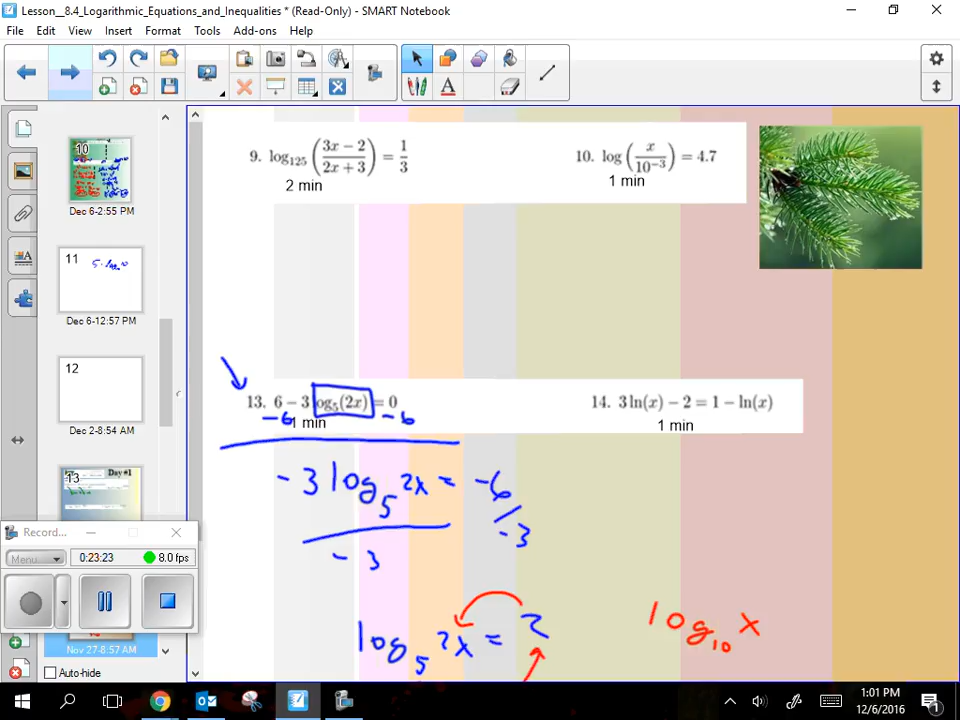 Lesson__8.4_Logarithmic_Equations_and_Inequalities * (Read-Only) – SMART Notebook
File Edit View Insert Format Tools Add-ons Help
10
Dec 6-2:55 PM
11
5·log
Dec 6-12:57 PM
12
Dec 2-8:54 AM
13
Day #1
Nov 27-8:57 AM
Auto-hide
Record...
Menu
0:23:23
8.0 fps
9. log₁₂₅ ((3x − 2)/(2x + 3)) = 1/3
2 min
10. log (x/10⁻³) = 4.7
1 min
13. 6 − 3 log₅(2x) = 0
−6 −6
1 min
14. 3 ln(x) − 2 = 1 − ln(x)
1 min
−3 log₅ 2x = −6
−3 /−3
log₅ 2x = 2
log₁₀ x
1:01 PM
12/6/2016
1